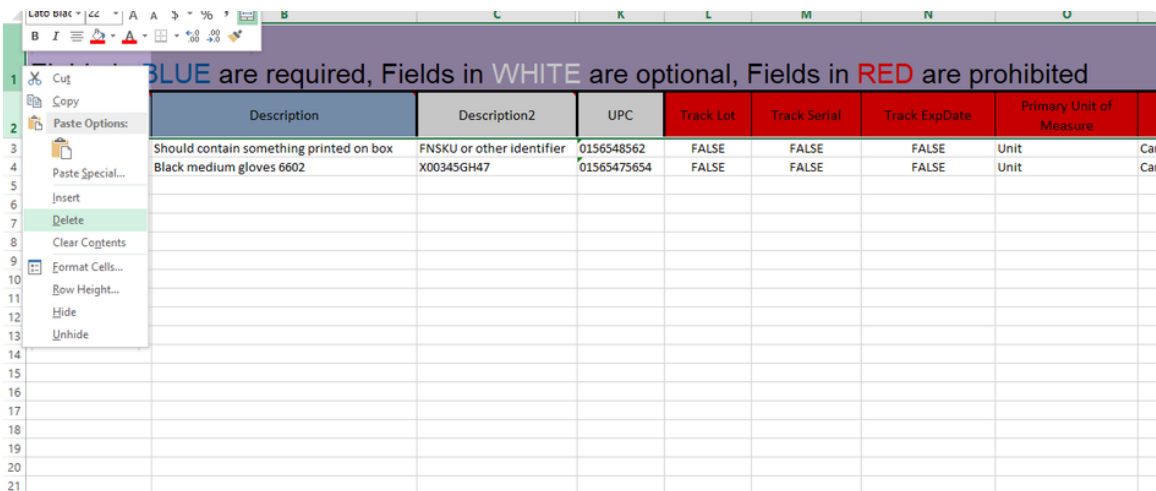 22 A A $ % ,
B I
B C K L M N O
1 BLUE are required, Fields in WHITE are optional, Fields in RED are prohibited
2 Description Description2 UPC Track Lot Track Serial Track ExpDate Primary Unit of Measure
3 Should contain something printed on box FNSKU or other identifier 0156548562 FALSE FALSE FALSE Unit
4 Black medium gloves 6602 X00345GH47 01565475654 FALSE FALSE FALSE Unit
5
6
7
8
9
10
11
12
13
14
15
16
17
18
19
20
21
Cut
Copy
Paste Options:
Paste Special...
Insert
Delete
Clear Contents
Format Cells...
Row Height...
Hide
Unhide